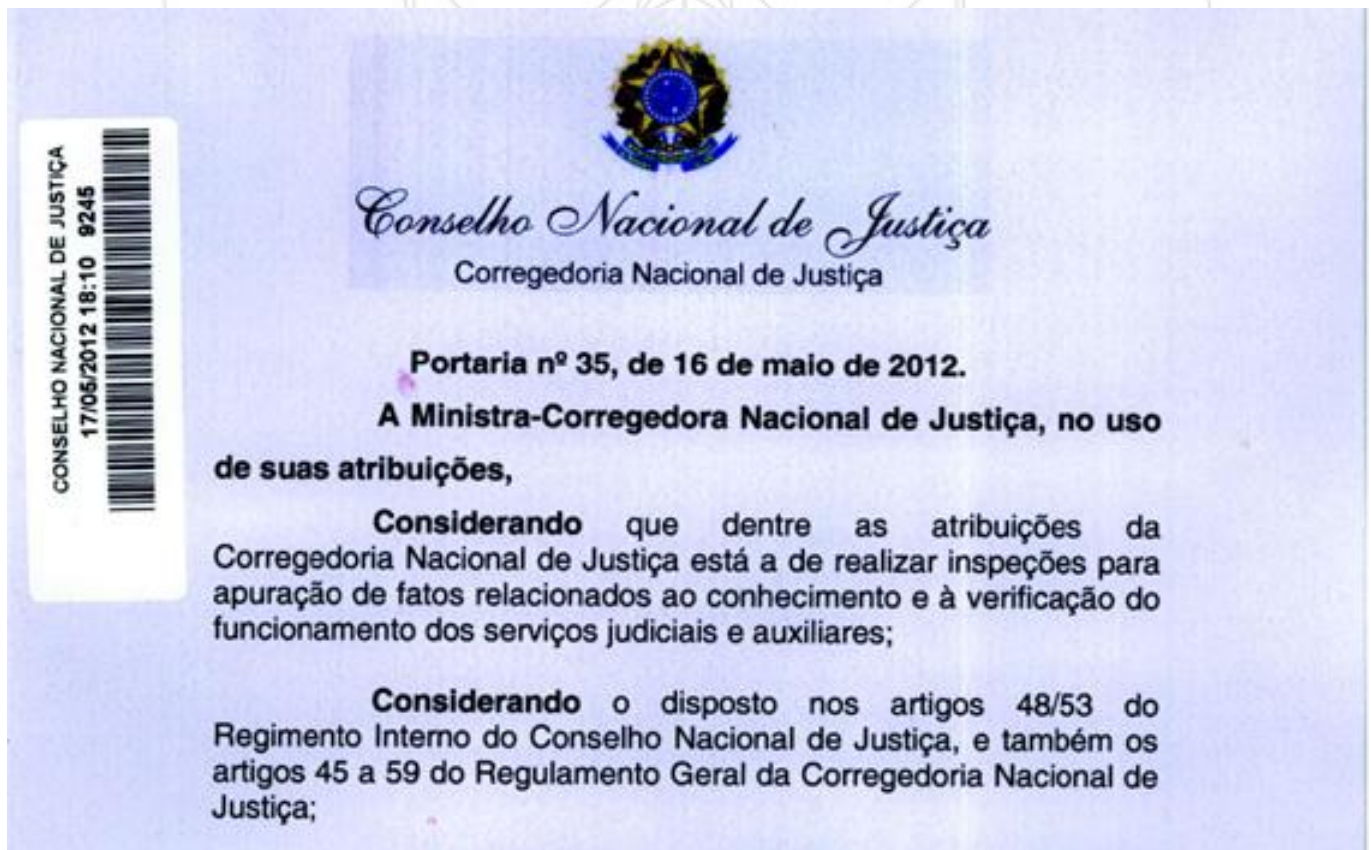 CONSELHO NACIONAL DE JUSTIÇA
17/05/2012 18:10 9245
Conselho Nacional de Justiça
Corregedoria Nacional de Justiça
Portaria nº 35, de 16 de maio de 2012.
A Ministra-Corregedora Nacional de Justiça, no uso
de suas atribuições,
Considerando que dentre as atribuições da
Corregedoria Nacional de Justiça está a de realizar inspeções para
apuração de fatos relacionados ao conhecimento e à verificação do
funcionamento dos serviços judiciais e auxiliares;
Considerando o disposto nos artigos 48/53 do
Regimento Interno do Conselho Nacional de Justiça, e também os
artigos 45 a 59 do Regulamento Geral da Corregedoria Nacional de
Justiça;